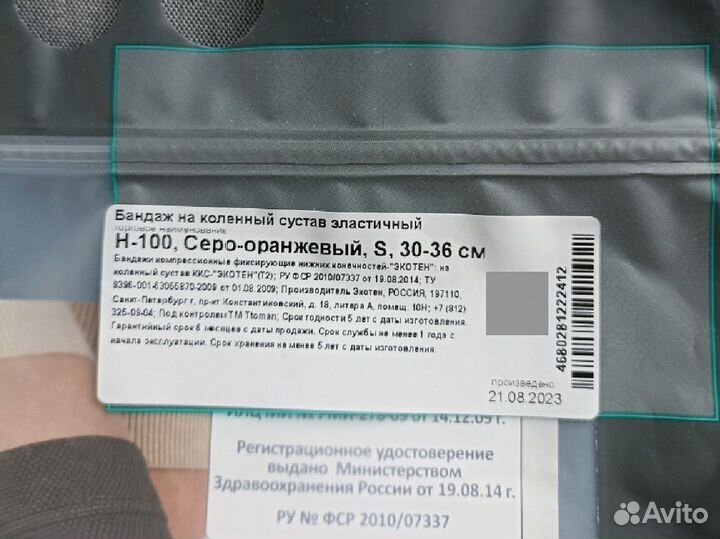 Бандаж на коленный сустав эластичный
торговое наименование
Н-100, Серо-оранжевый, S, 30-36 см
Бандажи компрессионные фиксирующие нижних конечностей-"ЭКОТЕН": на
коленный сустав ККС-"ЭКОТЕН"(Т2); РУ ФСР 2010/07337 от 19.08.2014; ТУ
9396-001-63055870-2009 от 01.08.2009; Производитель Экотен, РОССИЯ, 197110,
Санкт-Петербург г, пр-кт Константиновский, д. 18, литера А, помещ. 10Н; +7 (812)
325-09-04; Под контролем ТМ Ttoman; Срок годности 5 лет с даты изготовления.
Гарантийный срок 6 месяцев с даты продажи. Срок службы не менее 1 года с
начала эксплуатации. Срок хранения не менее 5 лет с даты изготовления.
произведено:
21.08.2023
4680281222412
от 14.12.09 г.
Регистрационное удостоверение
выдано Министерством
Здравоохранения России от 19.08.14 г.
РУ № ФСР 2010/07337
Avito